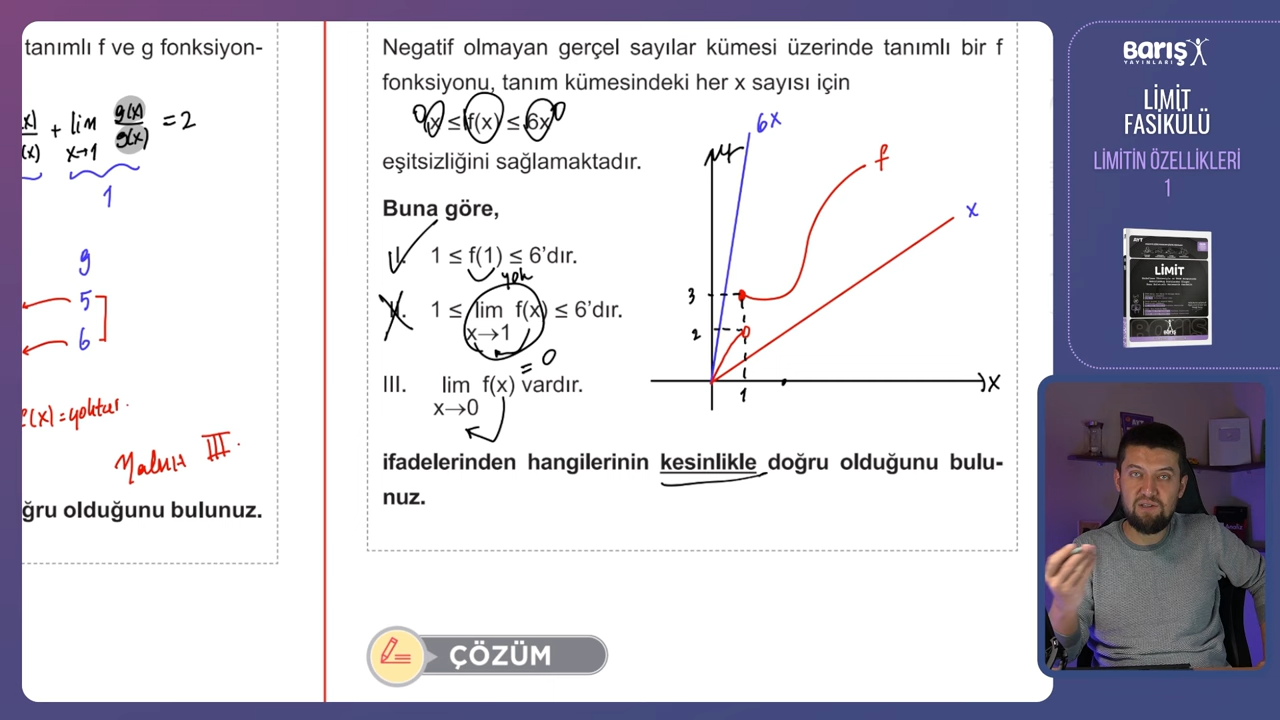 tanımlı f ve g fonksiyon-
+ lim g(x)/g(x) = 2
x→1
1
g
5
6
(x) = yoktur.
Yalnız III.
ğru olduğunu bulunuz.
Negatif olmayan gerçel sayılar kümesi üzerinde tanımlı bir f
fonksiyonu, tanım kümesindeki her x sayısı için
x ≤ f(x) ≤ 6x
eşitsizliğini sağlamaktadır.
Buna göre,
I. 1 ≤ f(1) ≤ 6'dır.
yok
II. 1 ≤ lim f(x) ≤ 6'dır.
x→1
= 0
III. lim f(x) vardır.
x→0
ifadelerinden hangilerinin kesinlikle doğru olduğunu bulu-
nuz.
6x
f
x
3
2
1
x
ÇÖZÜM
BARIŞ
YAYINLARI
LİMİT
FASİKÜLÜ
LİMİTİN ÖZELLİKLERİ
1
AYT
LİMİT
BARIŞ